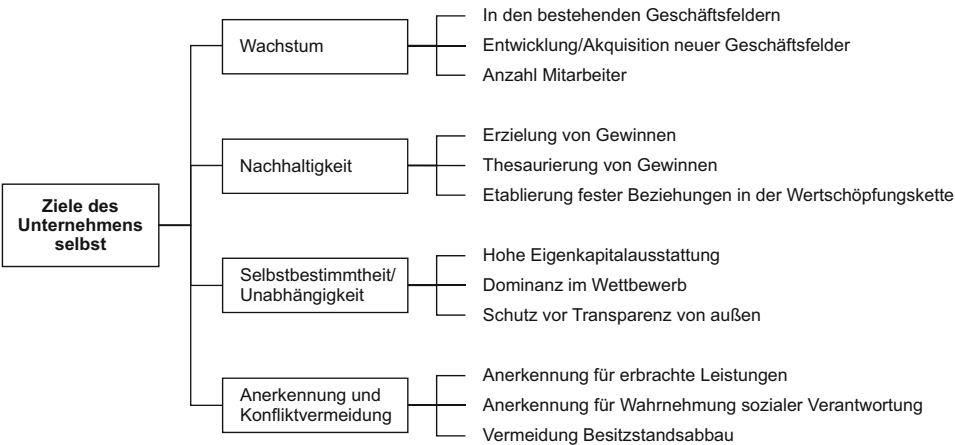 Ziele des
Unternehmens
selbst
Wachstum
In den bestehenden Geschäftsfeldern
Entwicklung/Akquisition neuer Geschäftsfelder
Anzahl Mitarbeiter
Nachhaltigkeit
Erzielung von Gewinnen
Thesaurierung von Gewinnen
Etablierung fester Beziehungen in der Wertschöpfungskette
Selbstbestimmtheit/
Unabhängigkeit
Hohe Eigenkapitalausstattung
Dominanz im Wettbewerb
Schutz vor Transparenz von außen
Anerkennung und
Konfliktvermeidung
Anerkennung für erbrachte Leistungen
Anerkennung für Wahrnehmung sozialer Verantwortung
Vermeidung Besitzstandsabbau